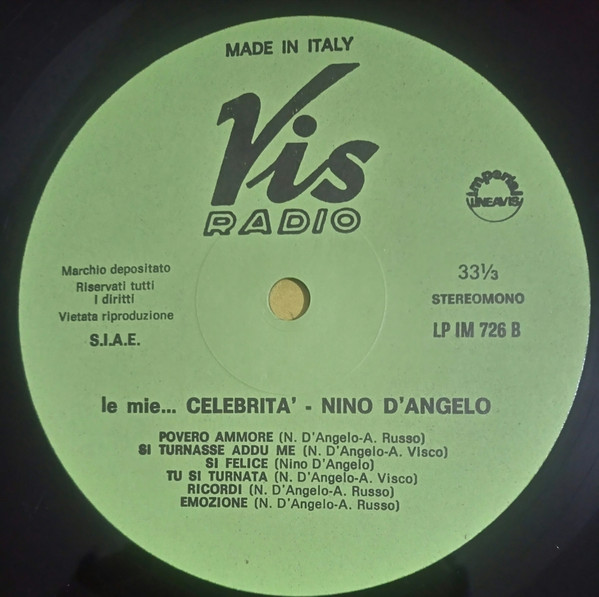 MADE IN ITALY
Vis
RADIO
Imperial
LINEAVIS
Marchio depositato
Riservati tutti
I diritti
Vietata riproduzione
S.I.A.E.
33⅓
STEREOMONO
LP IM 726 B
le mie... CELEBRITA' - NINO D'ANGELO
POVERO AMMORE (N. D'Angelo-A. Russo)
SI TURNASSE ADDU ME (N. D'Angelo-A. Visco)
SI FELICE (Nino D'Angelo)
TU SI TURNATA (N. D'Angelo-A. Visco)
RICORDI (N. D'Angelo-A. Russo)
EMOZIONE (N. D'Angelo-A. Russo)